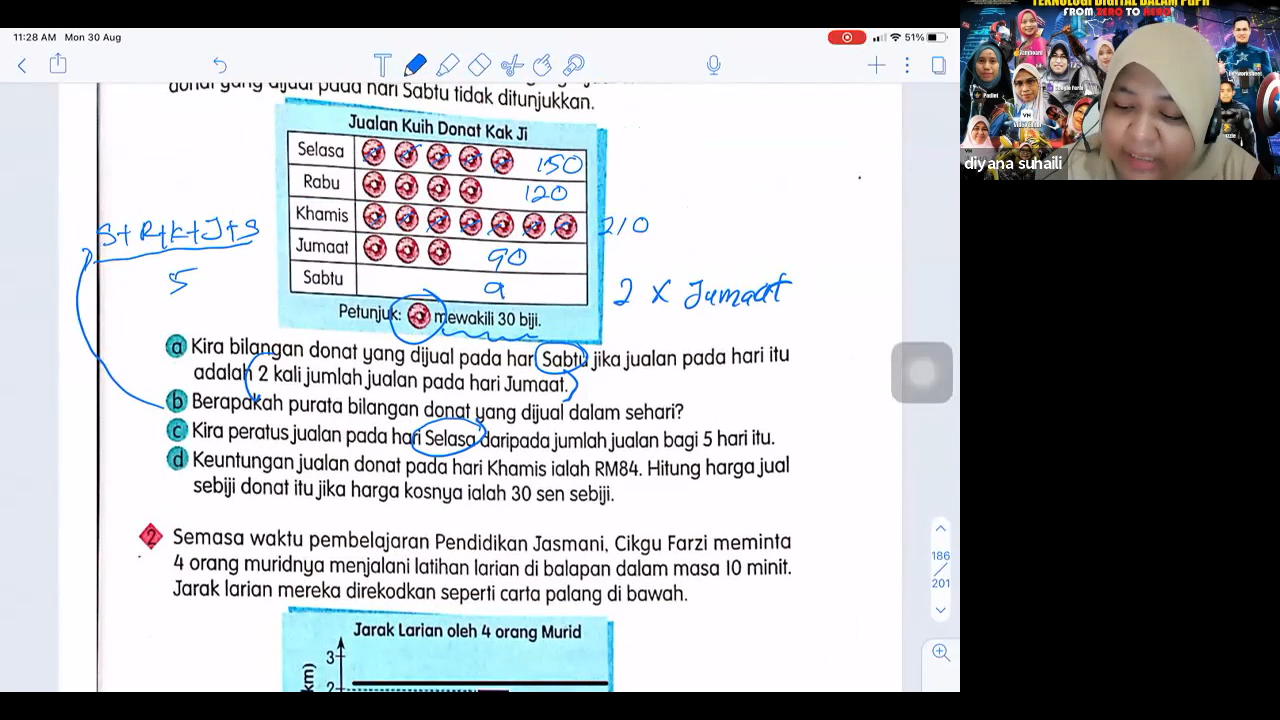 TEKNOLOGI DIGITAL DALAM PdPR
FROM ZERO TO HERO
11:28 AM Mon 30 Aug
51%
diyana suhaili
donat yang dijual pada hari Sabtu tidak ditunjukkan.
Jualan Kuih Donat Kak Ji
Selasa 150
Rabu 120
Khamis 210
Jumaat 90
Sabtu a
Petunjuk: mewakili 30 biji.
S+R+K+J+S
5
2 x Jumaat
a Kira bilangan donat yang dijual pada hari Sabtu jika jualan pada hari itu
adalah 2 kali jumlah jualan pada hari Jumaat.
b Berapakah purata bilangan donat yang dijual dalam sehari?
c Kira peratus jualan pada hari Selasa daripada jumlah jualan bagi 5 hari itu.
d Keuntungan jualan donat pada hari Khamis ialah RM84. Hitung harga jual
sebiji donat itu jika harga kosnya ialah 30 sen sebiji.
2 Semasa waktu pembelajaran Pendidikan Jasmani, Cikgu Farzi meminta
4 orang muridnya menjalani latihan larian di balapan dalam masa 10 minit.
Jarak larian mereka direkodkan seperti carta palang di bawah.
Jarak Larian oleh 4 orang Murid
3
2
km)
186
201